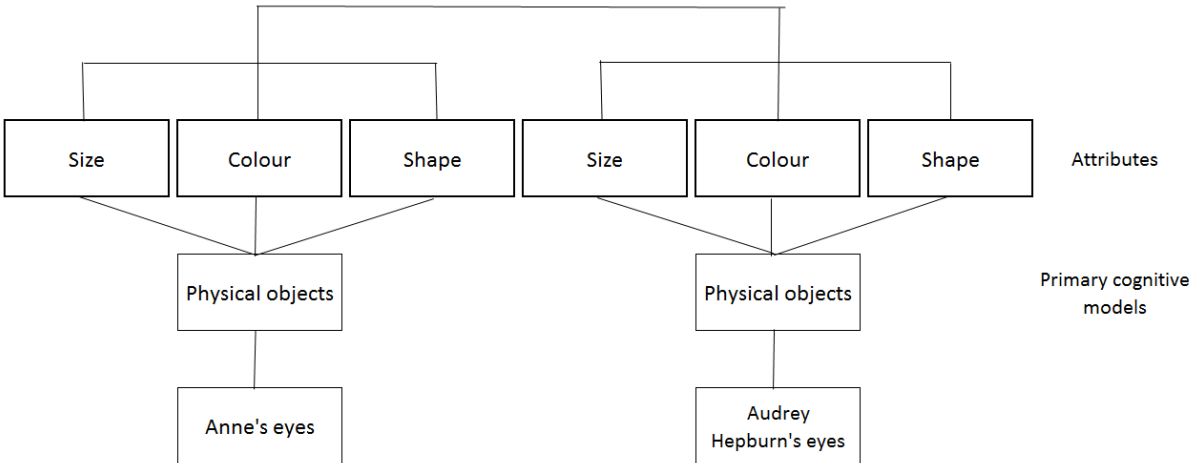 Size
Colour
Shape
Size
Colour
Shape
Attributes
Physical objects
Physical objects
Primary cognitive
models
Anne's eyes
Audrey
Hepburn's eyes